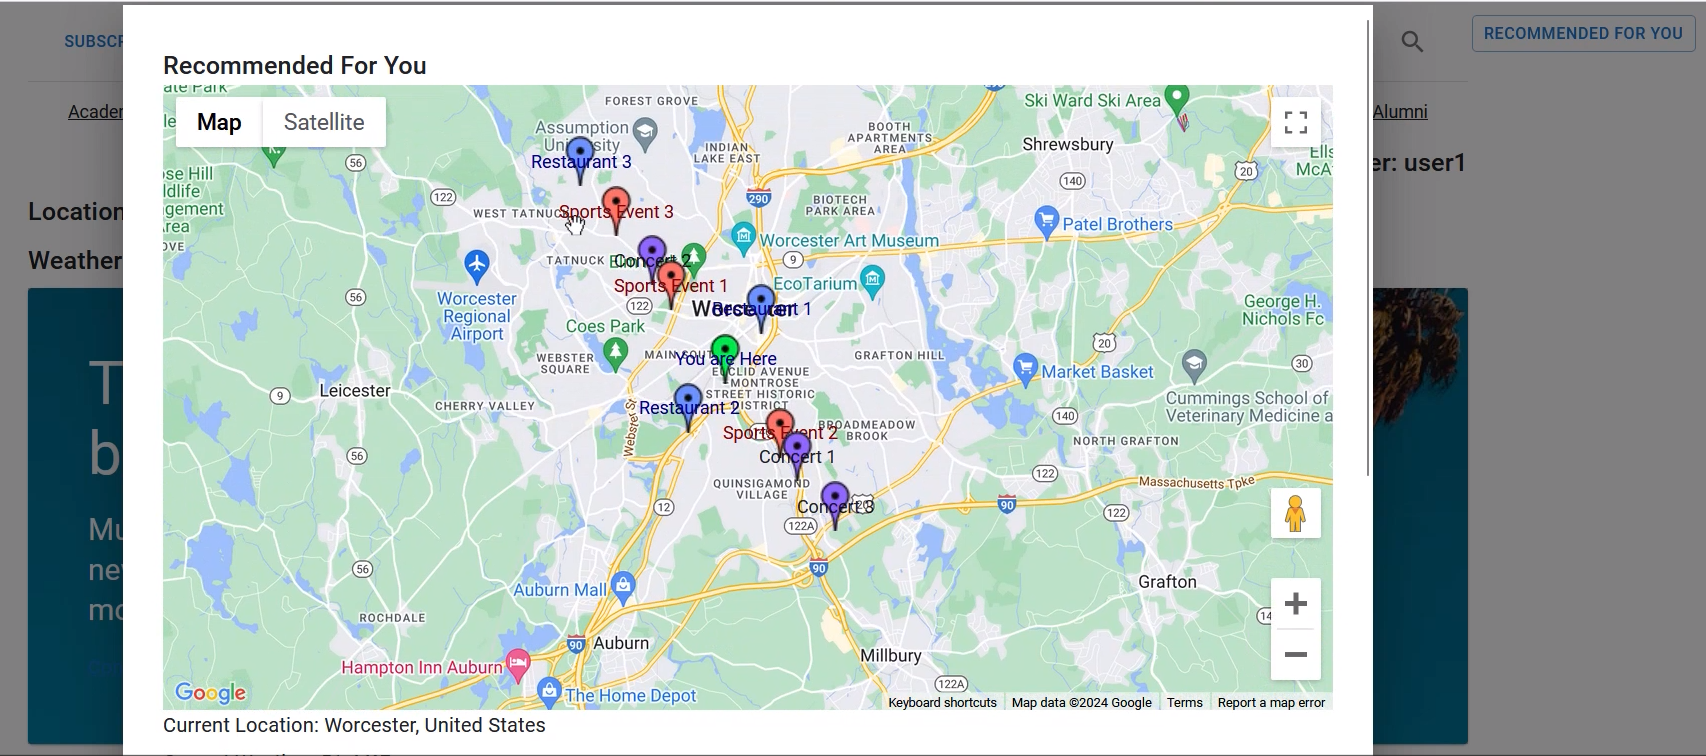 SUBSCR
RECOMMENDED FOR YOU
Recommended For You
Acader
Alumni
er: user1
Location
Weather
T
b
Mu
ne
mo
Map
Satellite
ate Park
FOREST GROVE
Ski Ward Ski Area
Assumption
University
Restaurant 3
BOOTH
APARTMENTS
AREA
INDIAN
LAKE EAST
Shrewsbury
Ells
McA
56
20
140
122
290
ose Hill
ldlife
gement
Area
OVE
WEST TATNUCK
Sports Event 3
BIOTECH
PARK AREA
Patel Brothers
Worcester Art Museum
TATNUCK
Concert 2
9
EcoTarium
Sports Event 1
Worcester
Regional
Airport
56
122
Worcester
Restaurant 1
George H.
Nichols Fc
Coes Park
20
You are Here
MAIN SOUTH
GRAFTON HILL
WEBSTER
SQUARE
EUCLID AVENUE
MONTROSE
STREET HISTORIC
DISTRICT
30
Market Basket
Leicester
9
CHERRY VALLEY
Restaurant 2
Webster St
Cummings School of
Veterinary Medicine a
140
Sports Event 2
BROADMEADOW
BROOK
NORTH GRAFTON
56
Concert 1
122
Massachusetts Tpke
QUINSIGAMOND
VILLAGE
12
Concert 3
20
90
122
122A
56
90
Grafton
Auburn Mall
ROCHDALE
14
90
Auburn
Millbury
Hampton Inn Auburn
122A
The Home Depot
Google
Keyboard shortcuts
Map data ©2024 Google
Terms
Report a map error
Current Location: Worcester, United States